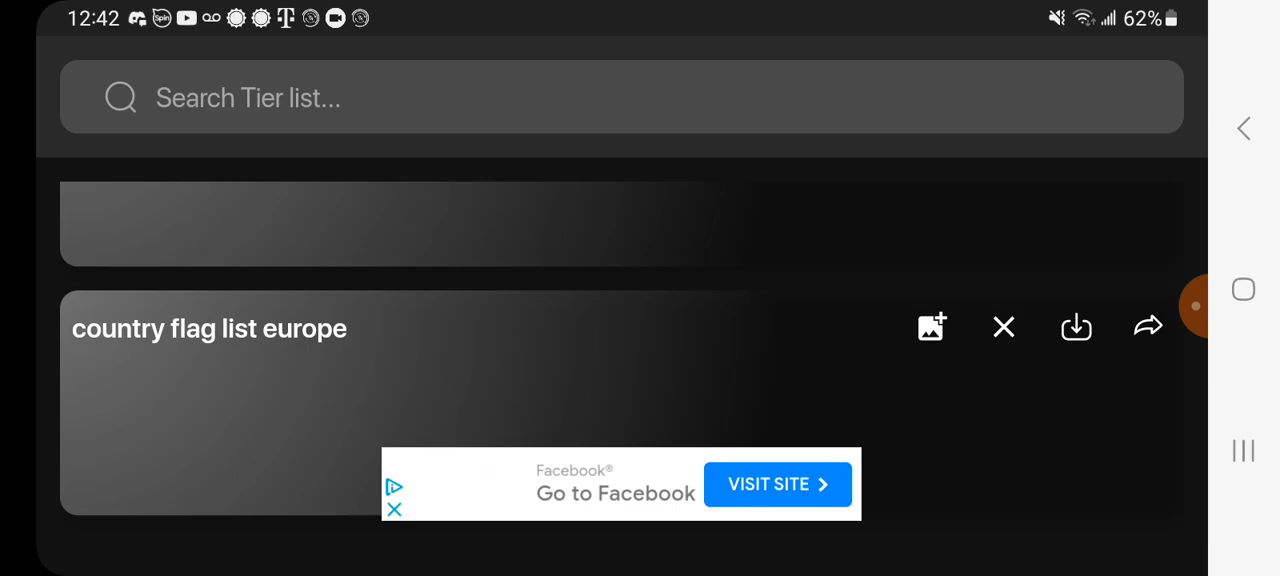 12:42
62%
Search Tier list...
country flag list europe
Facebook®
Go to Facebook
VISIT SITE